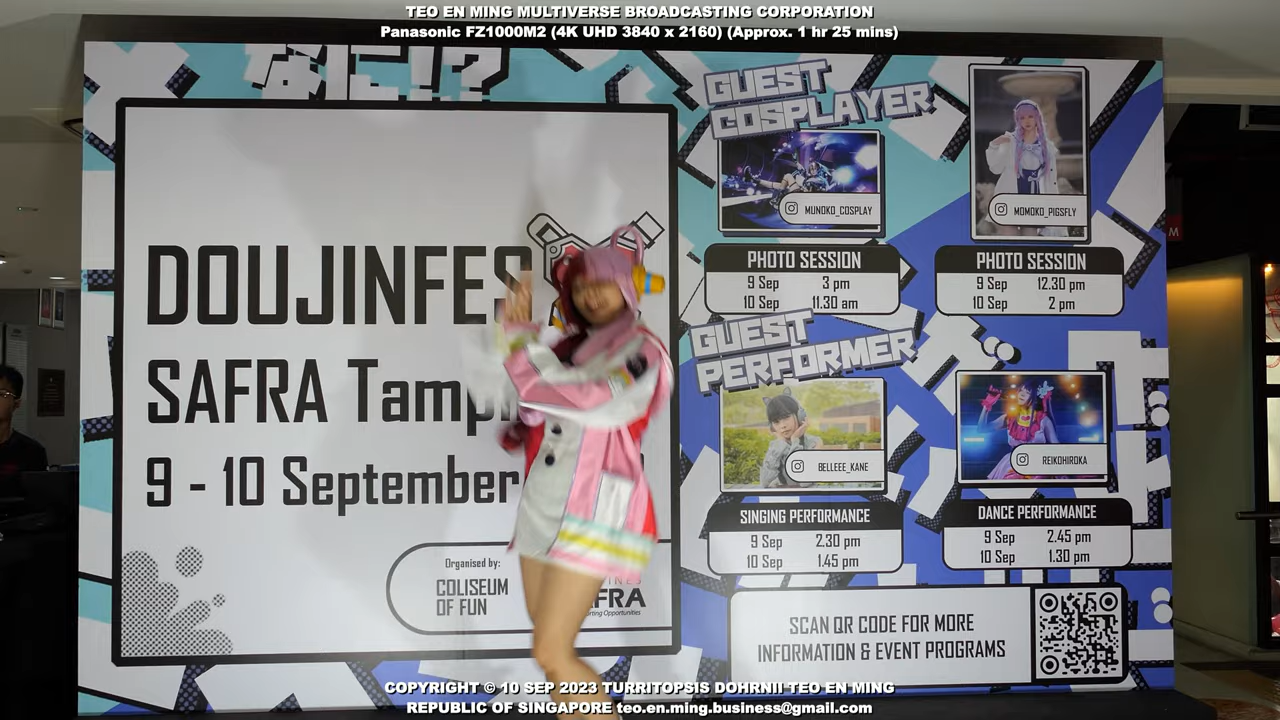 TEO EN MING MULTIVERSE BROADCASTING CORPORATION
Panasonic FZ1000M2 (4K UHD 3840 x 2160) (Approx. 1 hr 25 mins)
なに!?
DOUJINFES
SAFRA Tamp
9 - 10 September
Organised by:
COLISEUM
OF FUN
GUEST
COSPLAYER
MUNOKO_COSPLAY
MOMOKO_PIGSFLY
PHOTO SESSION
9 Sep 3 pm
10 Sep 11.30 am
PHOTO SESSION
9 Sep 12.30 pm
10 Sep 2 pm
GUEST
PERFORMER
BELLEEE_KANE
REIKOHIROKA
SINGING PERFORMANCE
9 Sep 2.30 pm
10 Sep 1.45 pm
DANCE PERFORMANCE
9 Sep 2.45 pm
10 Sep 1.30 pm
SCAN QR CODE FOR MORE
INFORMATION & EVENT PROGRAMS
COPYRIGHT © 10 SEP 2023 TURRITOPSIS DOHRNII TEO EN MING
REPUBLIC OF SINGAPORE teo.en.ming.business@gmail.com